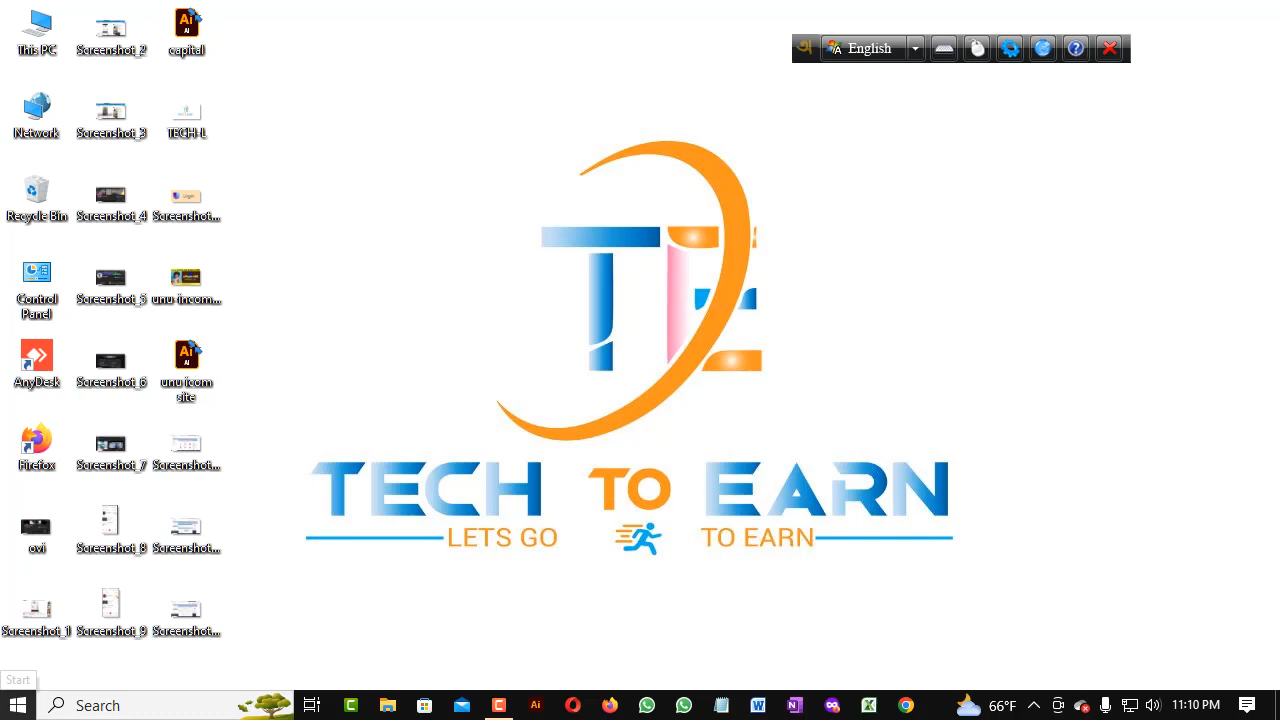 This PC
Screenshot_2
capital
Network
Screenshot_3
TECH-L
Recycle Bin
Screenshot_4
Screenshot...
Control
Panel
Screenshot_5
unu-incom...
AnyDesk
Screenshot_6
unu icom
site
Firefox
Screenshot_7
Screenshot...
ovi
Screenshot_8
Screenshot...
Screenshot_1
Screenshot_9
Screenshot...
অ English
TE
TECH TO EARN
LETS GO TO EARN
Start
Search
66°F
11:10 PM